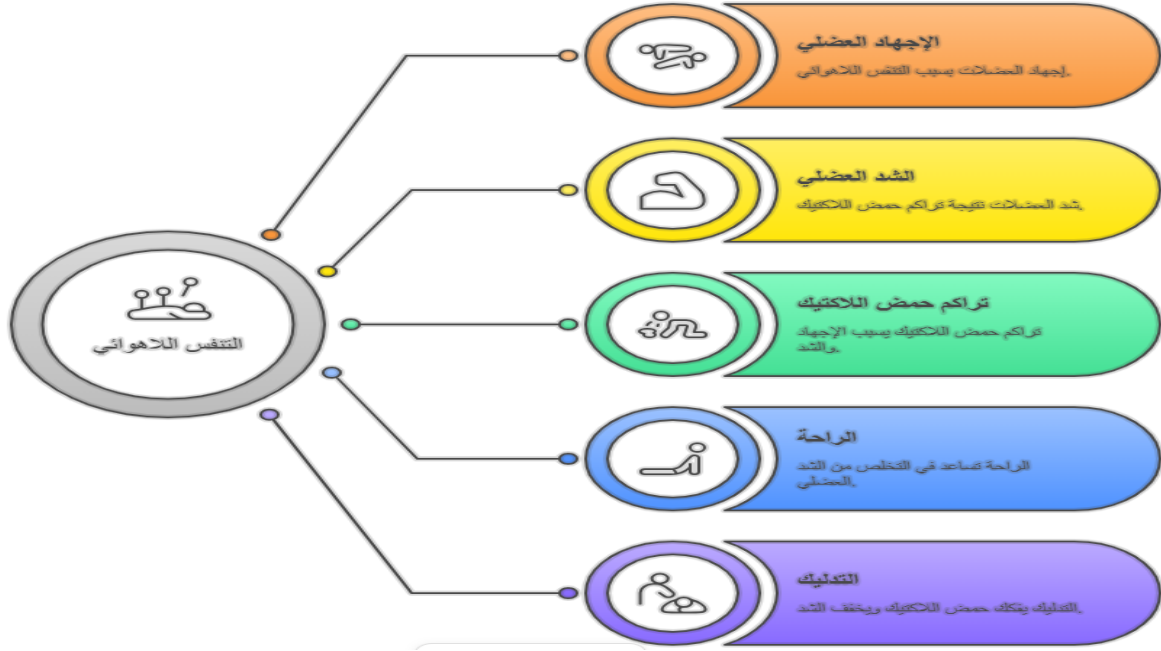 التنفس اللاهوائي
الإجهاد العضلي
إجهاد العضلات بسبب التنفس اللاهوائي.
الشد العضلي
شد العضلات نتيجة تراكم حمض اللاكتيك.
تراكم حمض اللاكتيك
تراكم حمض اللاكتيك بسبب الإجهاد
والشد.
الراحة
الراحة تساعد في التخلص من الشد
العضلي.
التدليك
التدليك يفكك حمض اللاكتيك ويخفف الشد.